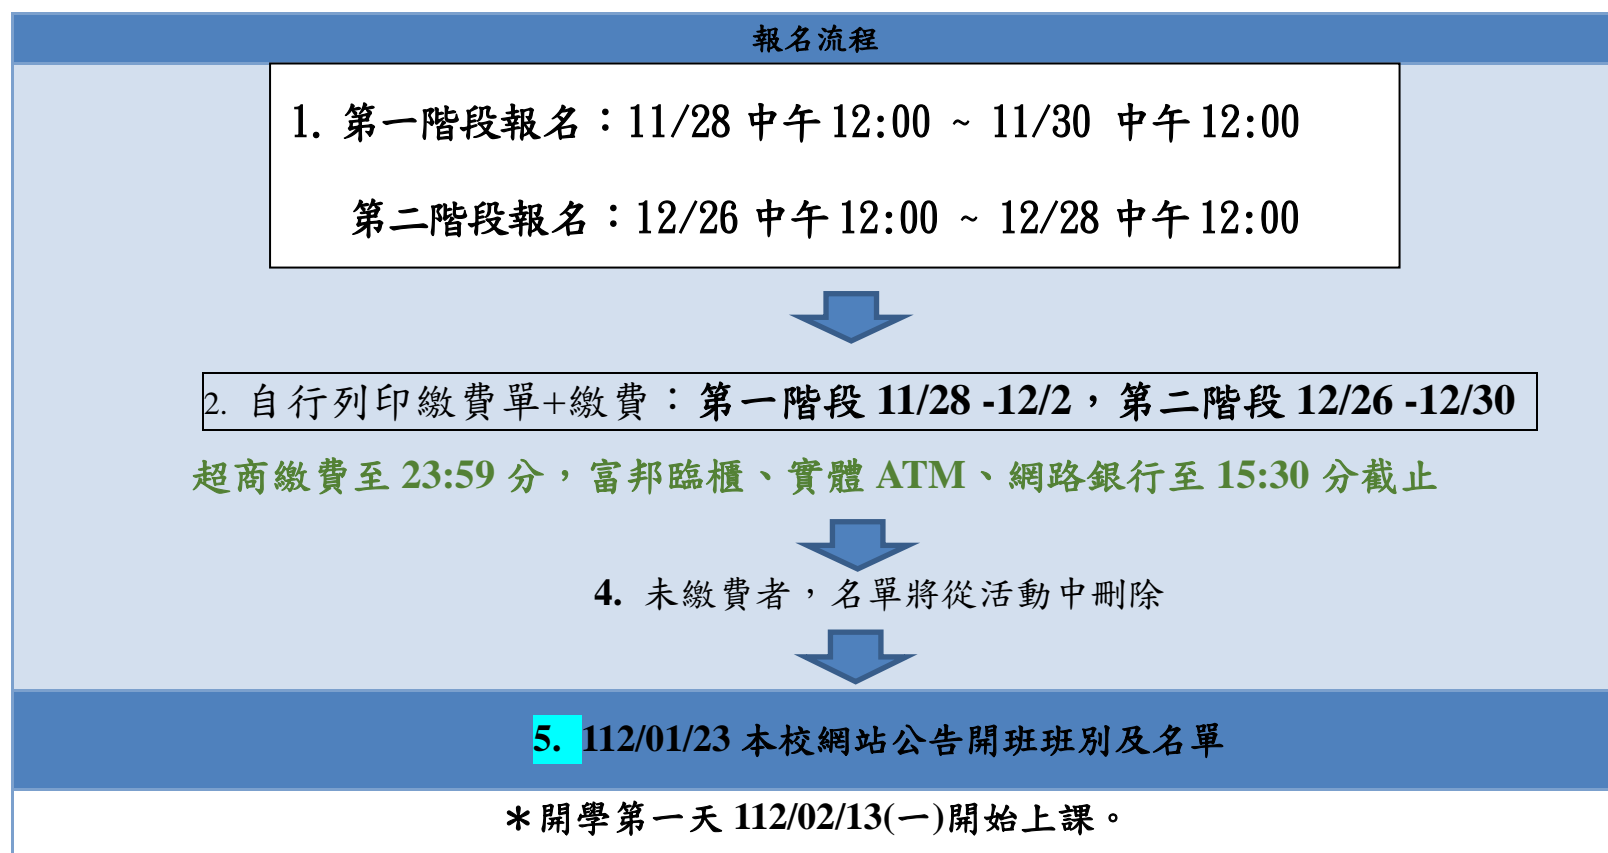 報名流程
1. 第一階段報名：11/28 中午 12:00 ~ 11/30 中午 12:00
第二階段報名：12/26 中午 12:00 ~ 12/28 中午 12:00
2. 自行列印繳費單+繳費：第一階段 11/28 -12/2，第二階段 12/26 -12/30
超商繳費至 23:59 分，富邦臨櫃、實體 ATM、網路銀行至 15:30 分截止
4. 未繳費者，名單將從活動中刪除
5. 112/01/23 本校網站公告開班班別及名單
＊開學第一天 112/02/13(一)開始上課。